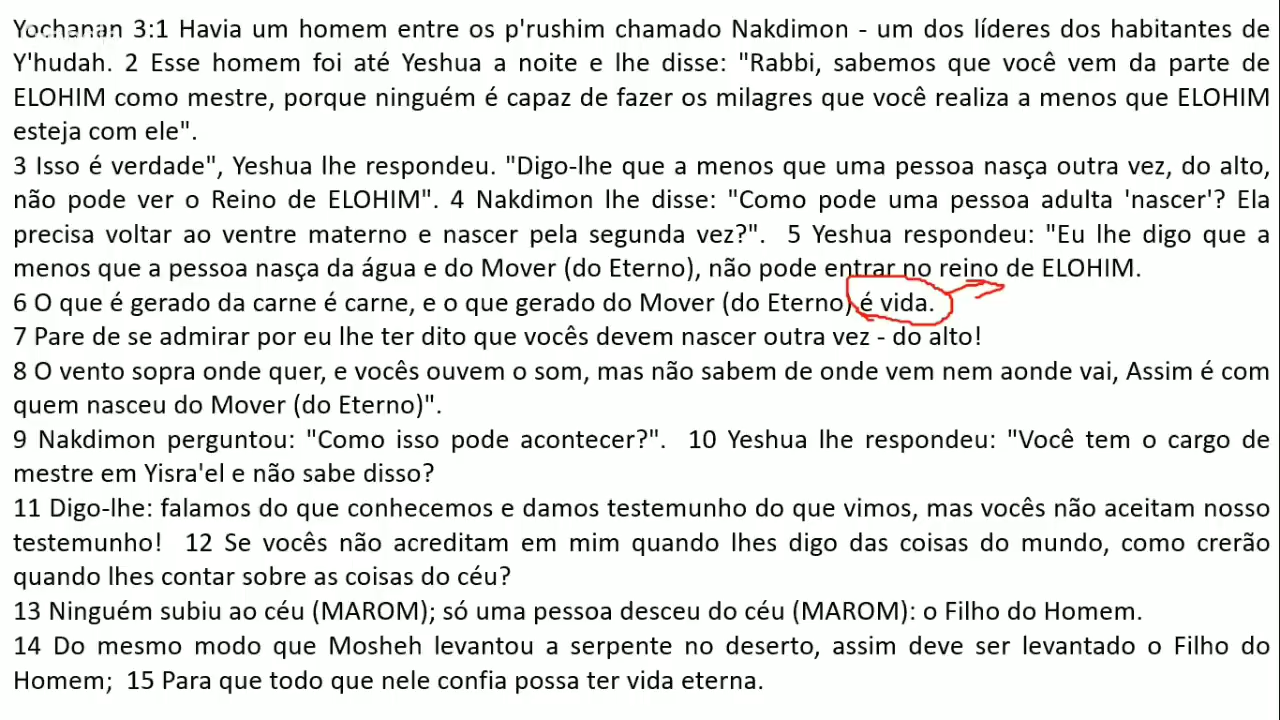 Yochanan 3:1 Havia um homem entre os p'rushim chamado Nakdimon - um dos líderes dos habitantes de
Y'hudah. 2 Esse homem foi até Yeshua a noite e lhe disse: "Rabbi, sabemos que você vem da parte de
ELOHIM como mestre, porque ninguém é capaz de fazer os milagres que você realiza a menos que ELOHIM
esteja com ele".
3 Isso é verdade", Yeshua lhe respondeu. "Digo-lhe que a menos que uma pessoa nasça outra vez, do alto,
não pode ver o Reino de ELOHIM". 4 Nakdimon lhe disse: "Como pode uma pessoa adulta 'nascer'? Ela
precisa voltar ao ventre materno e nascer pela segunda vez?". 5 Yeshua respondeu: "Eu lhe digo que a
menos que a pessoa nasça da água e do Mover (do Eterno), não pode entrar no reino de ELOHIM.
6 O que é gerado da carne é carne, e o que gerado do Mover (do Eterno) é vida.
7 Pare de se admirar por eu lhe ter dito que vocês devem nascer outra vez - do alto!
8 O vento sopra onde quer, e vocês ouvem o som, mas não sabem de onde vem nem aonde vai, Assim é com
quem nasceu do Mover (do Eterno)".
9 Nakdimon perguntou: "Como isso pode acontecer?". 10 Yeshua lhe respondeu: "Você tem o cargo de
mestre em Yisra'el e não sabe disso?
11 Digo-lhe: falamos do que conhecemos e damos testemunho do que vimos, mas vocês não aceitam nosso
testemunho! 12 Se vocês não acreditam em mim quando lhes digo das coisas do mundo, como crerão
quando lhes contar sobre as coisas do céu?
13 Ninguém subiu ao céu (MAROM); só uma pessoa desceu do céu (MAROM): o Filho do Homem.
14 Do mesmo modo que Mosheh levantou a serpente no deserto, assim deve ser levantado o Filho do
Homem; 15 Para que todo que nele confia possa ter vida eterna.